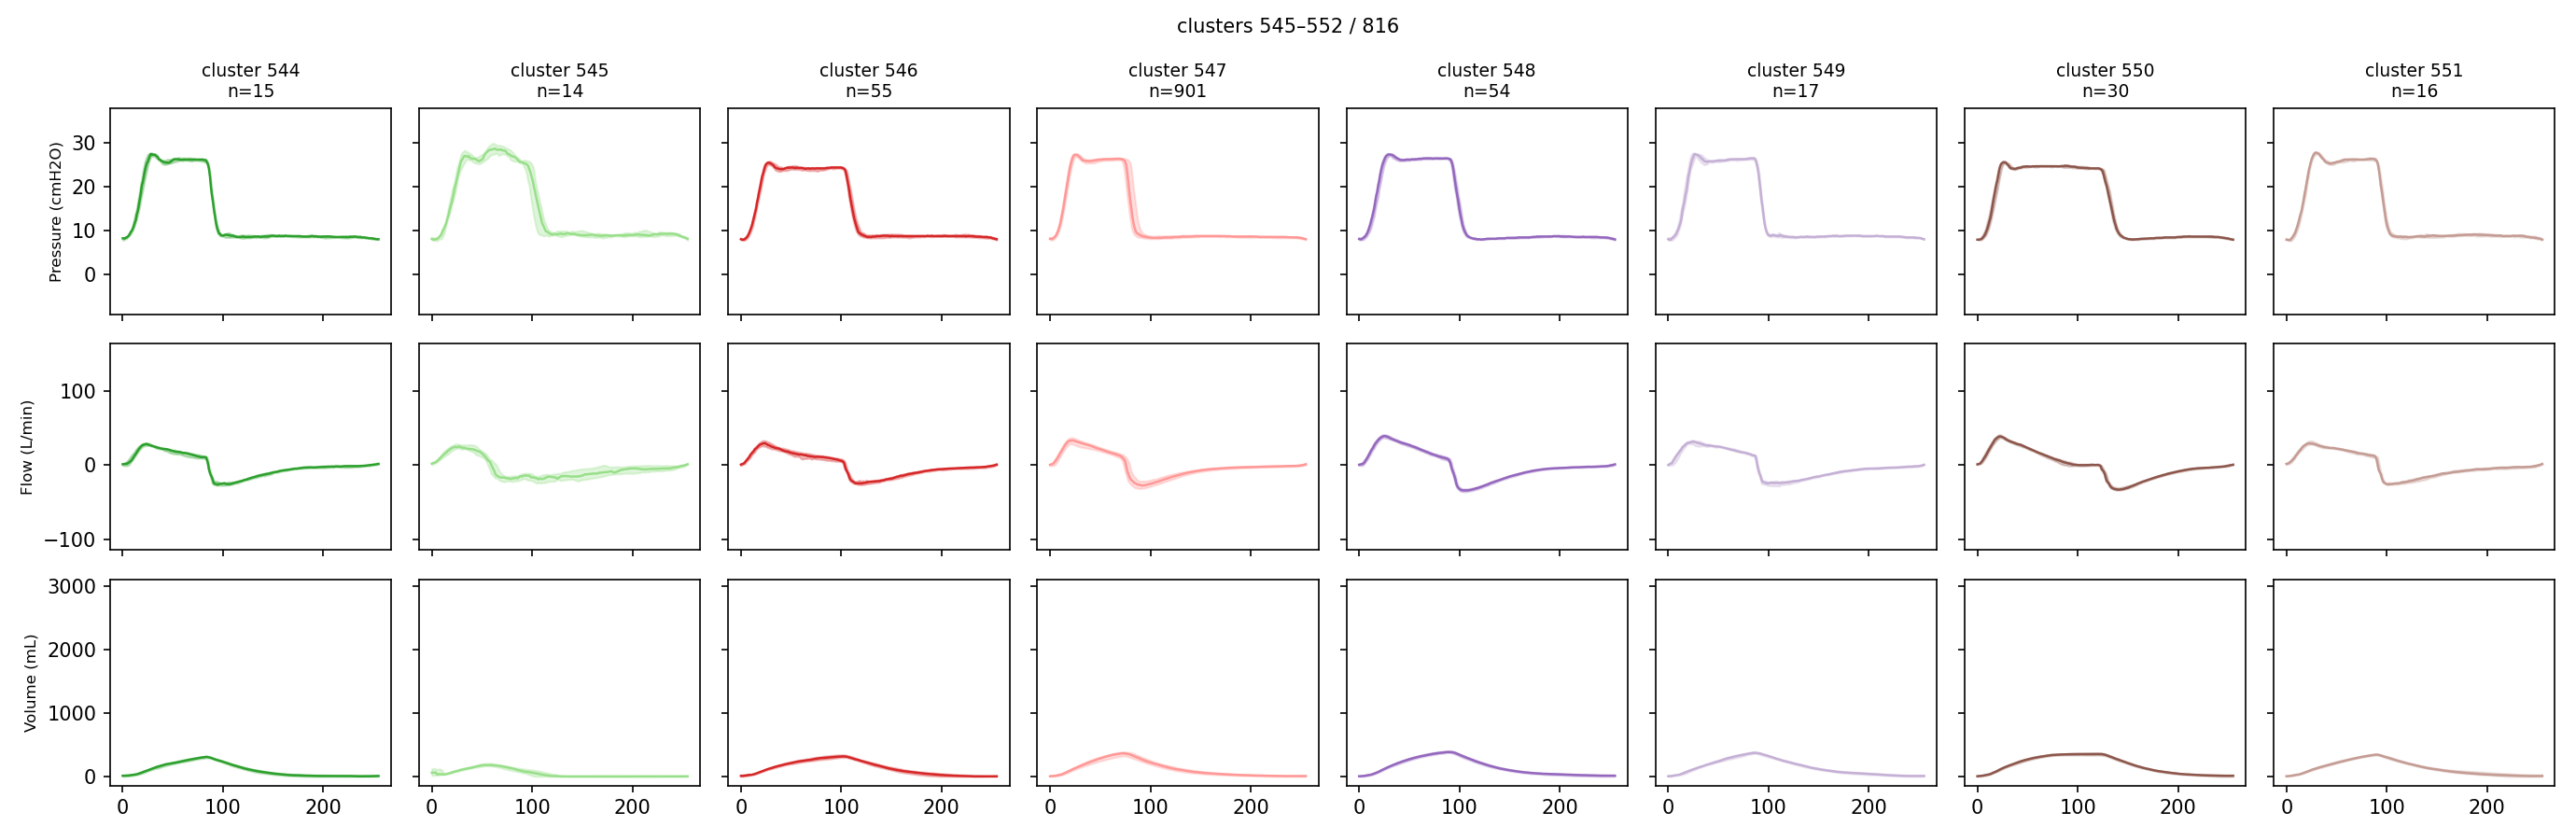 clusters 545–552 / 816
cluster 544
n=15
cluster 545
n=14
cluster 546
n=55
cluster 547
n=901
cluster 548
n=54
cluster 549
n=17
cluster 550
n=30
cluster 551
n=16
Pressure (cmH2O)
30
20
10
0
Flow (L/min)
100
0
−100
Volume (mL)
3000
2000
1000
0
0 100 200
0 100 200
0 100 200
0 100 200
0 100 200
0 100 200
0 100 200
0 100 200